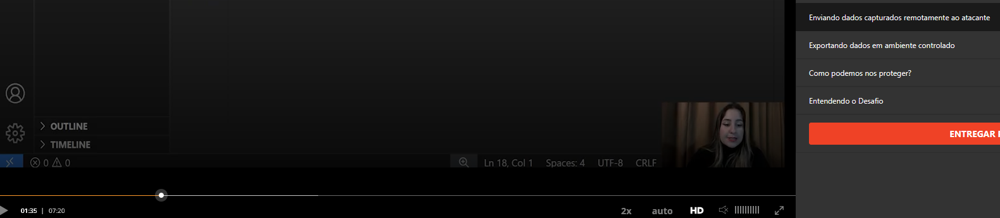 Enviando dados capturados remotamente ao atacante
Exportando dados em ambiente controlado
Como podemos nos proteger?
Entendendo o Desafio
ENTREGAR
OUTLINE
TIMELINE
0 0
Ln 18, Col 1 Spaces: 4 UTF-8 CRLF
01:35 | 07:20
2x auto HD